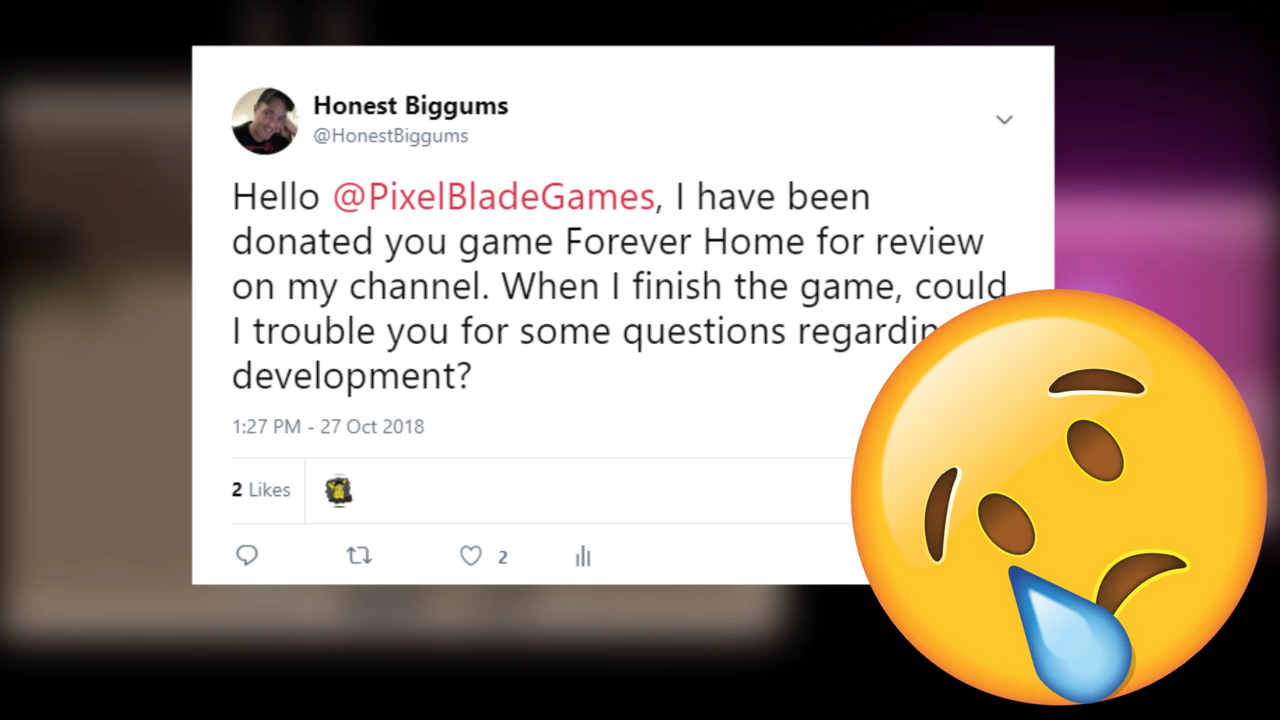 Honest Biggums
@HonestBiggums
Hello @PixelBladeGames, I have been
donated you game Forever Home for review
on my channel. When I finish the game, could
I trouble you for some questions regardin
development?
1:27 PM - 27 Oct 2018
2 Likes
2